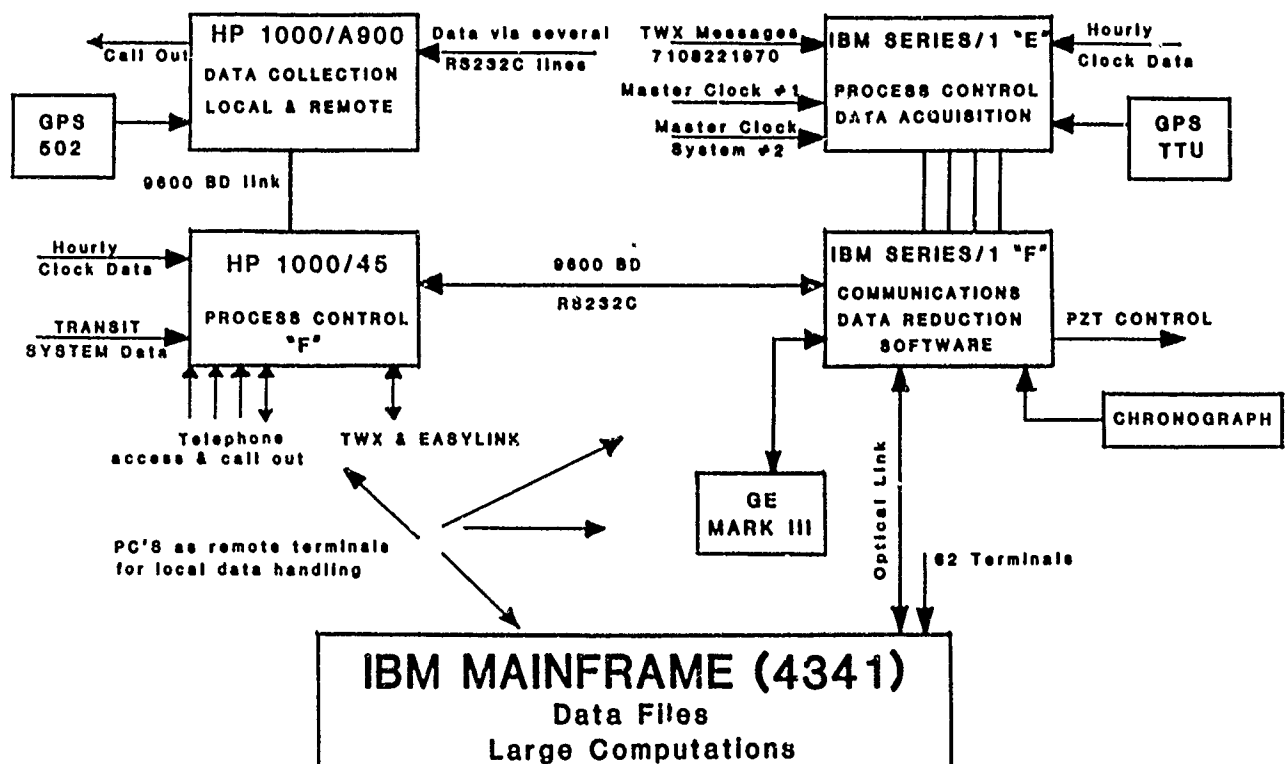 HP 1000/A900
DATA COLLECTION
LOCAL & REMOTE
Call Out
Data via several
RS232C lines
GPS
502
9600 BD link
TWX Messages
7108221970
Master Clock #1
Master Clock
System #2
IBM SERIES/1 "E"
PROCESS CONTROL
DATA ACQUISITION
Hourly
Clock Data
GPS
TTU
Hourly
Clock Data
TRANSIT
SYSTEM Data
HP 1000/45
PROCESS CONTROL
"F"
9600 BD
RS232C
IBM SERIES/1 "F"
COMMUNICATIONS
DATA REDUCTION
SOFTWARE
PZT CONTROL
CHRONOGRAPH
Telephone
access & call out
TWX & EASYLINK
GE
MARK III
Optical Link
62 Terminals
PC'S as remote terminals
for local data handling
IBM MAINFRAME (4341)
Data Files
Large Computations